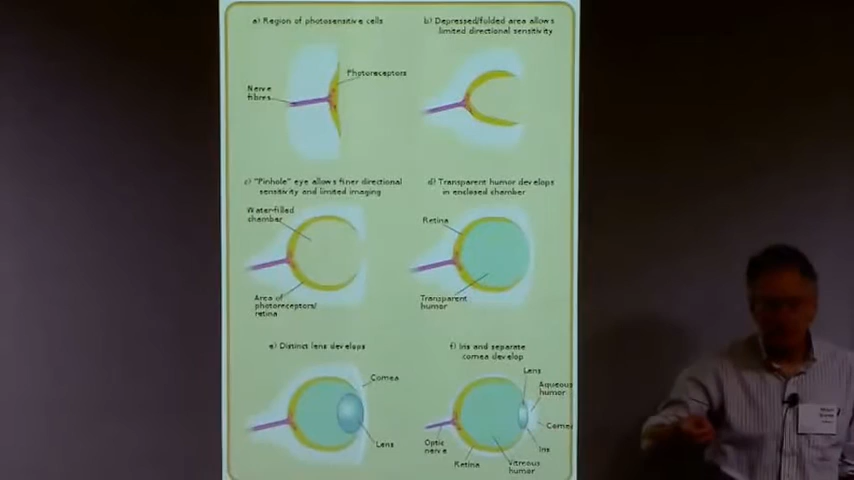 a) Region of photosensitive cells
Photoreceptors
Nerve
fibres
b) Depressed/folded area allows
limited directional sensitivity
c) "Pinhole" eye allows finer directional
sensitivity and limited imaging
Water-filled
chamber
Area of
photoreceptors/
retina
d) Transparent humor develops
in enclosed chamber
Retina
Transparent
humor
e) Distinct lens develops
Cornea
Lens
f) Iris and separate
cornea develop
Lens
Aqueous
humor
Cornea
Iris
Optic
nerve
Retina
Vitreous
humor